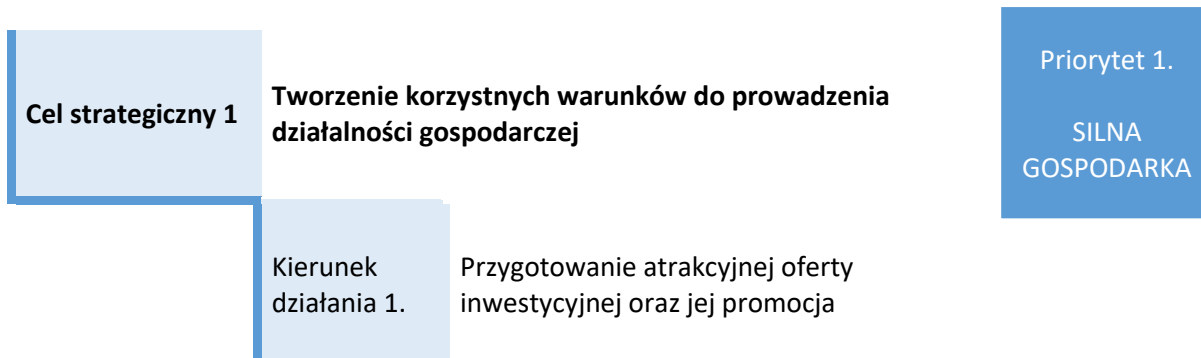 Cel strategiczny 1
Tworzenie korzystnych warunków do prowadzenia
działalności gospodarczej
Priorytet 1.
SILNA
GOSPODARKA
Kierunek
działania 1.
Przygotowanie atrakcyjnej oferty
inwestycyjnej oraz jej promocja